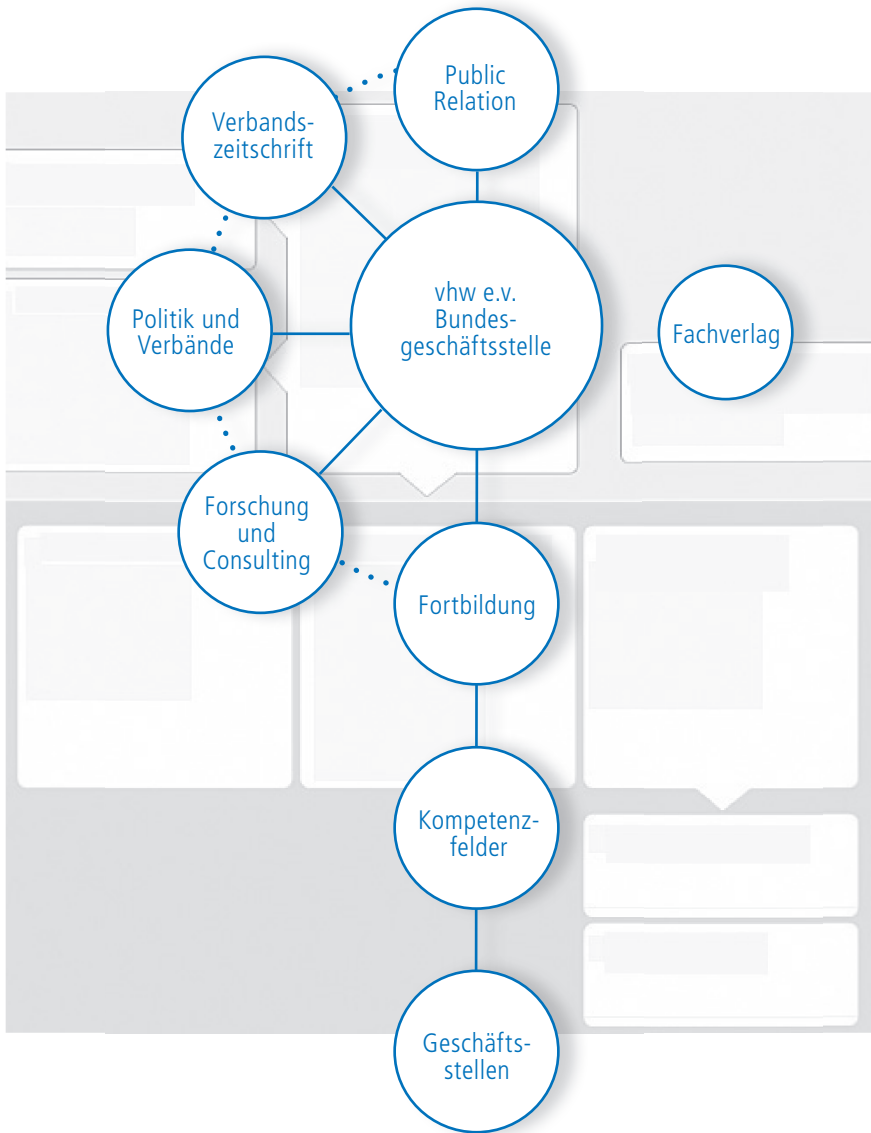 Public
Relation
Verbands-
zeitschrift
vhw e.v.
Bundes-
geschäftsstelle
Politik und
Verbände
Fachverlag
Forschung
und
Consulting
Fortbildung
Kompetenz-
felder
Geschäfts-
stellen